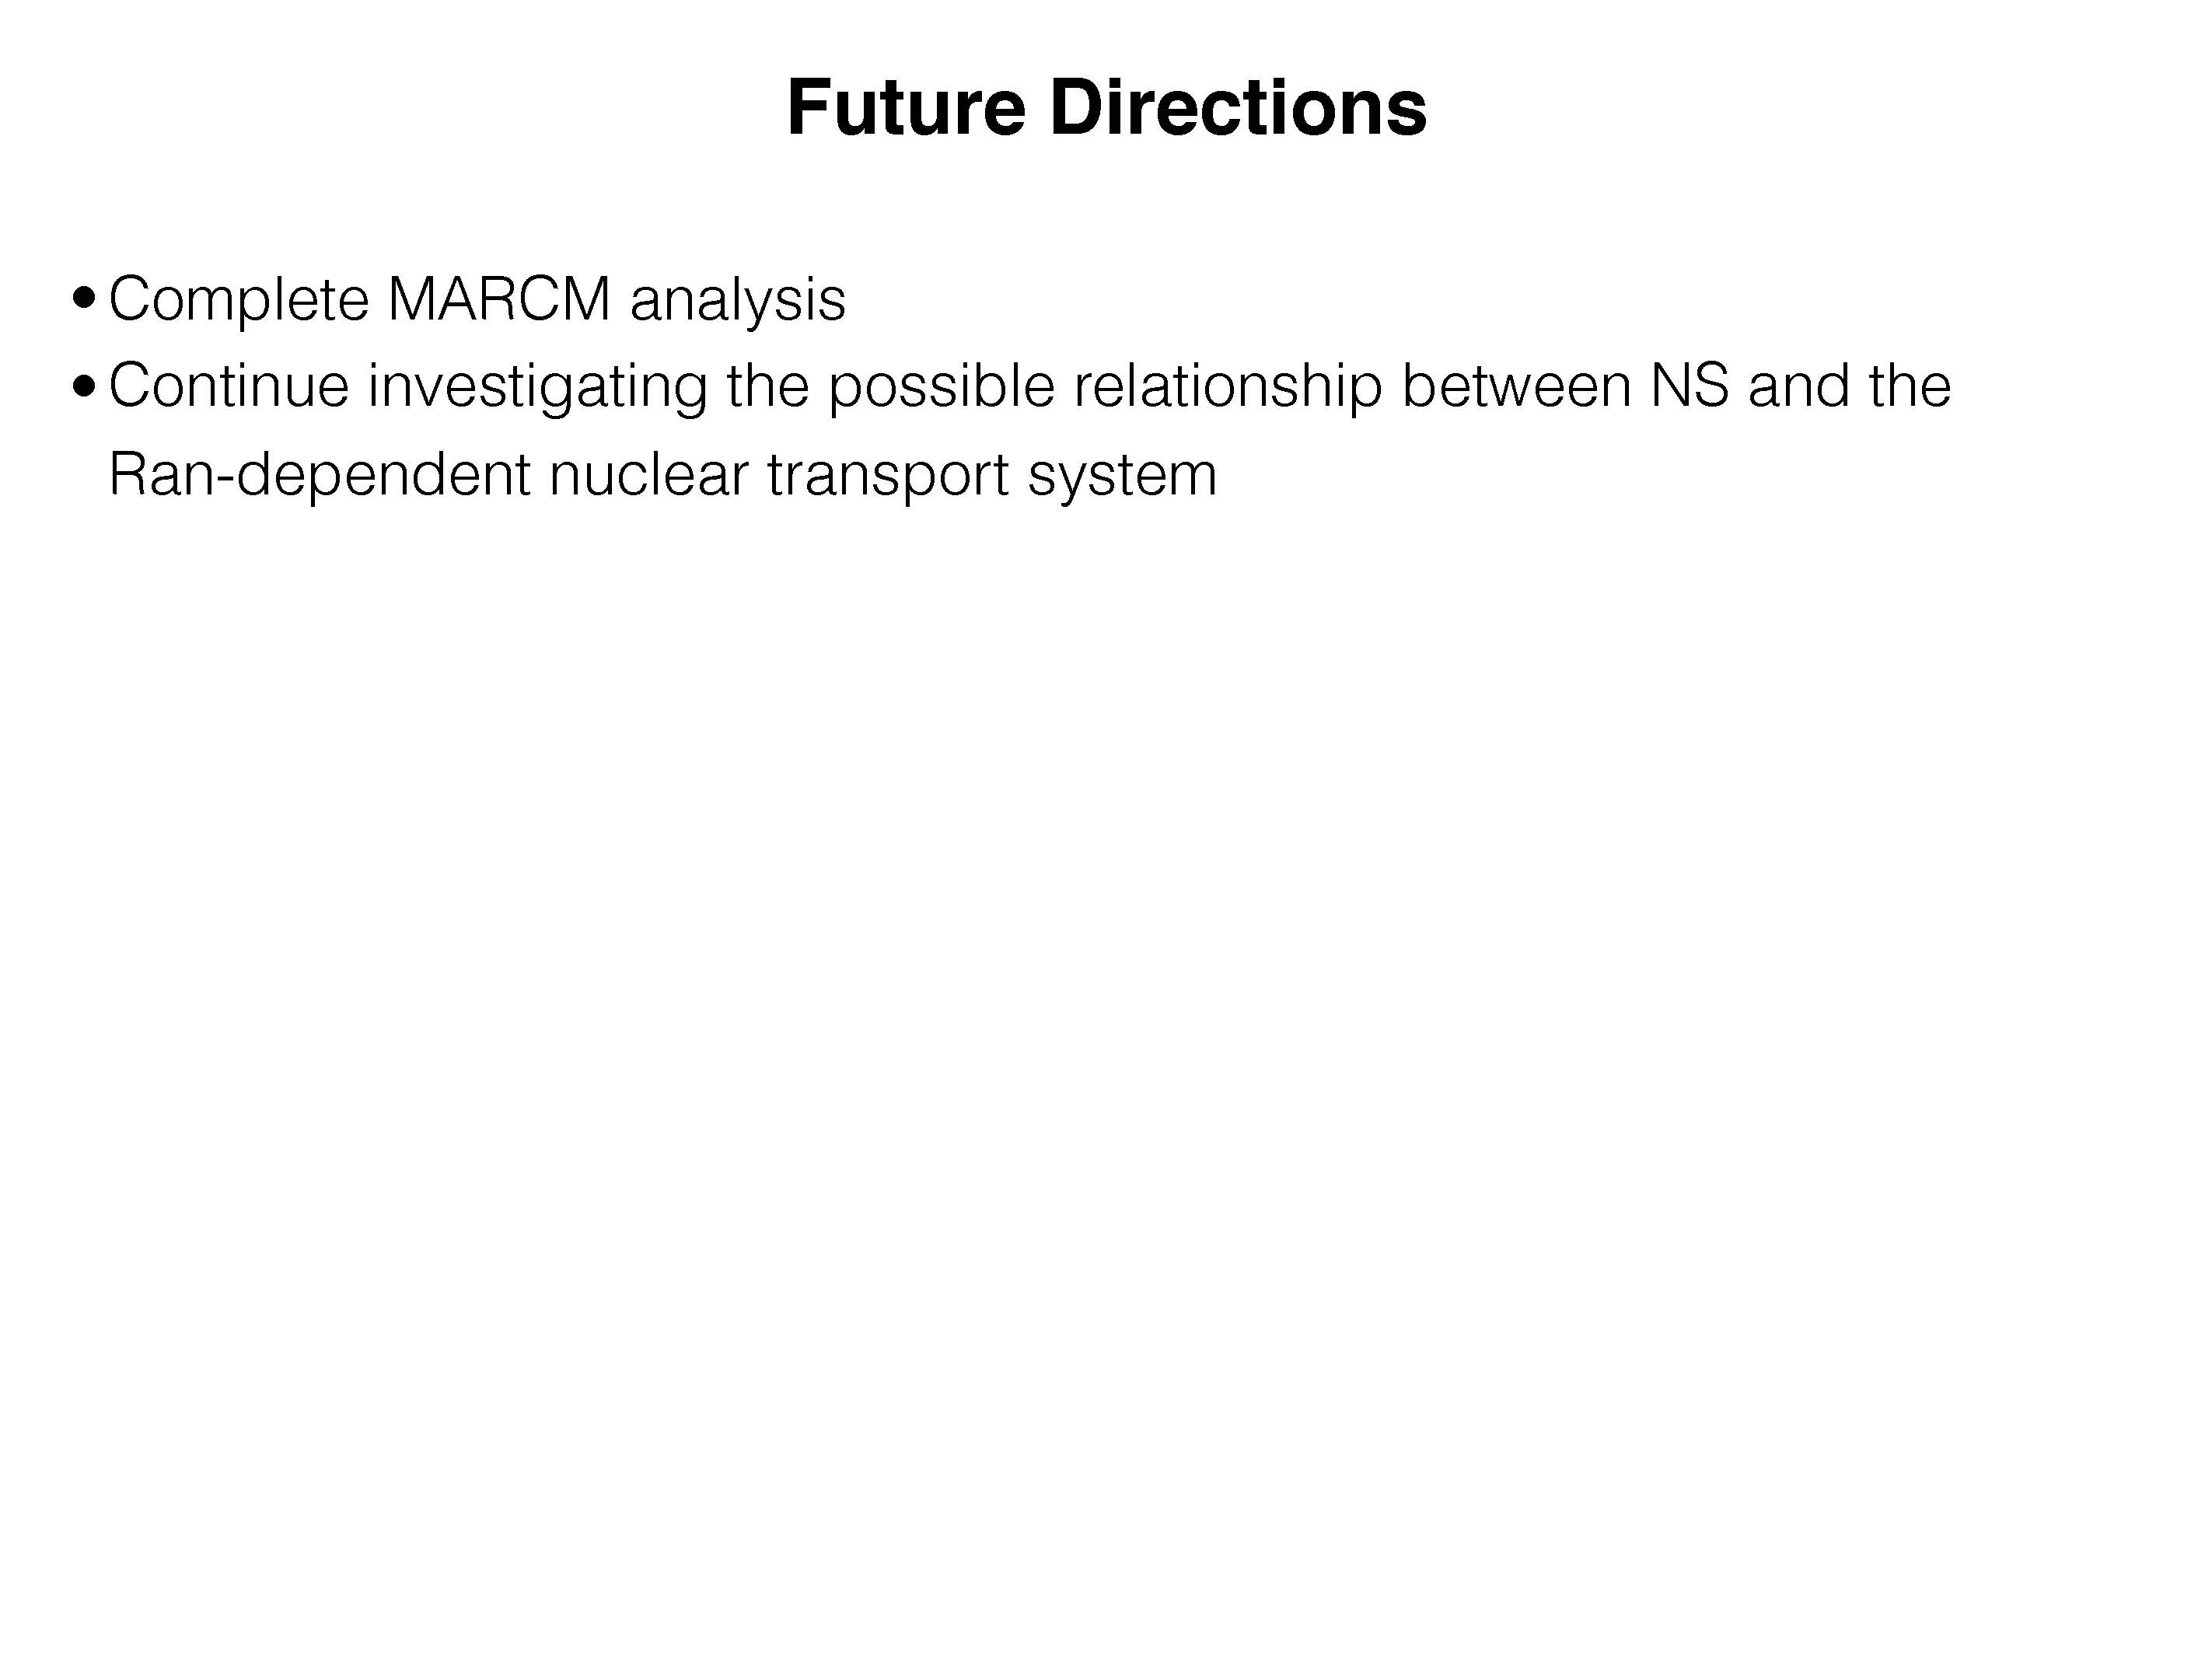 Future Directions
• Complete MARCM analysis
• Continue investigating the possible relationship between NS and the
Ran-dependent nuclear transport system